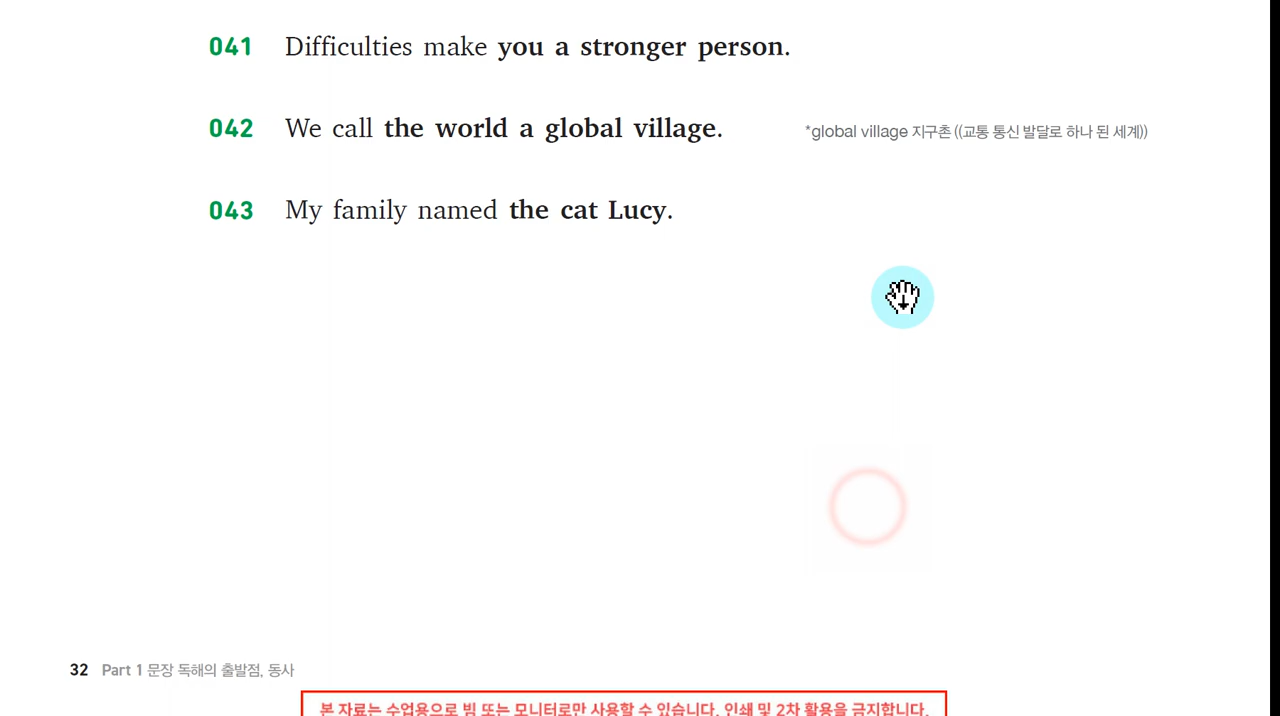 041 Difficulties make you a stronger person.
042 We call the world a global village. *global village 지구촌 ((교통 통신 발달로 하나 된 세계))
043 My family named the cat Lucy.
32 Part 1 문장 독해의 출발점, 동사
본 자료는 수업용으로 빔 또는 모니터로만 사용할 수 있습니다. 인쇄 및 2차 활용을 금지합니다.